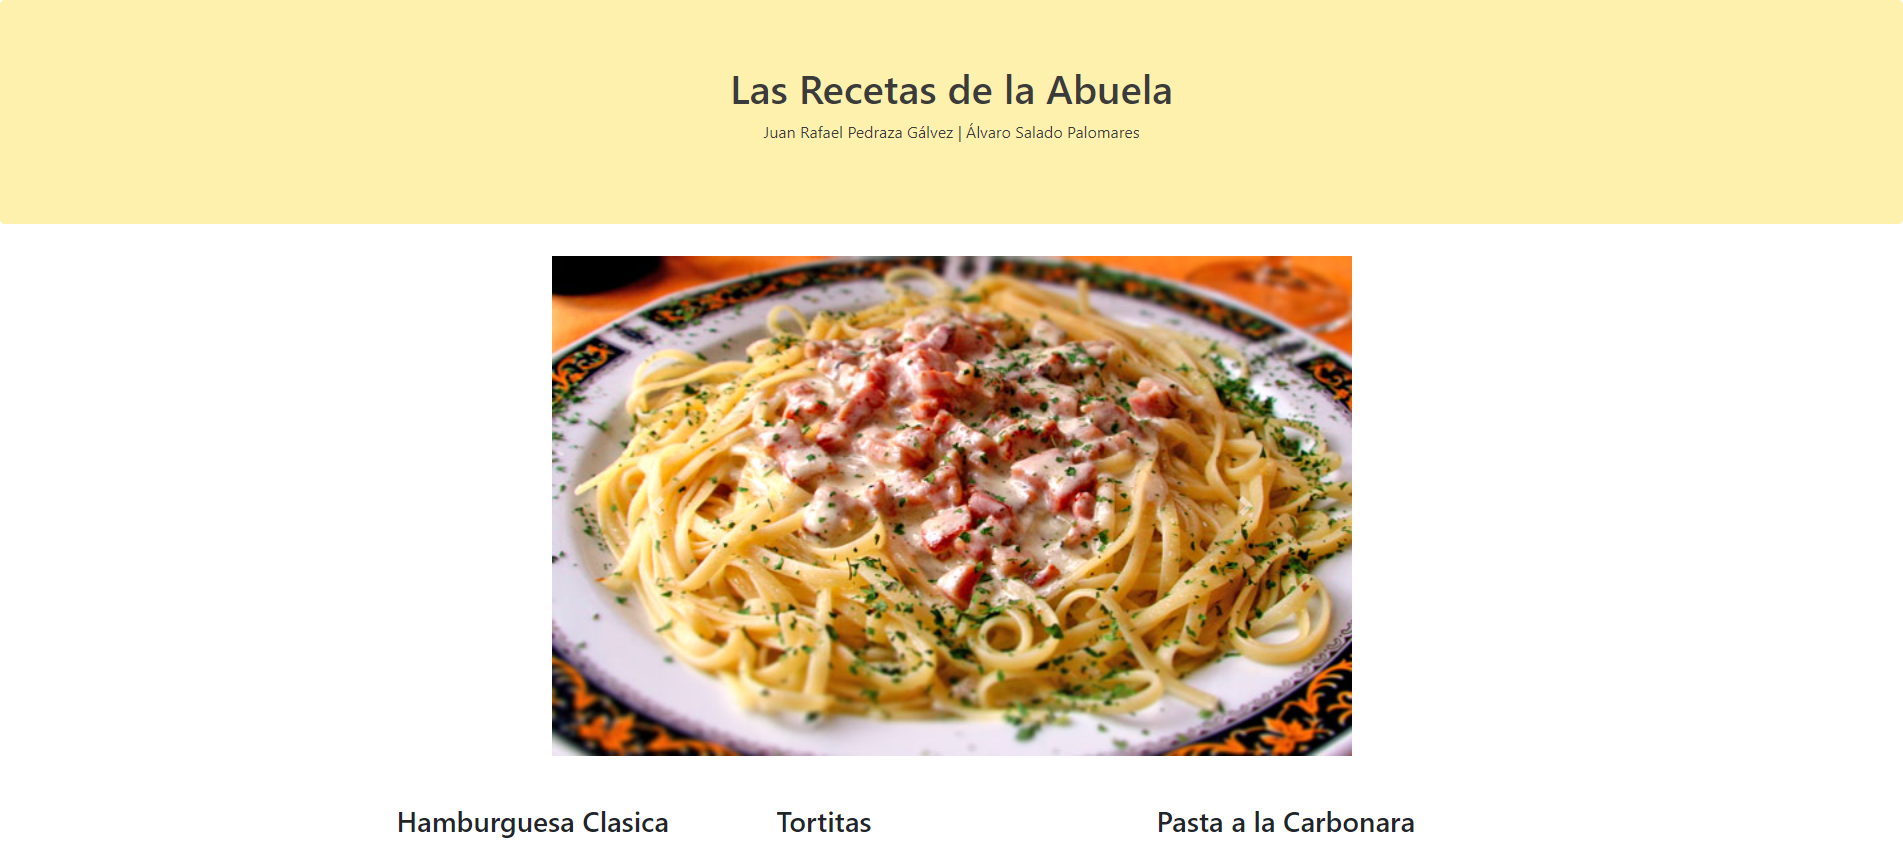 Las Recetas de la Abuela
Juan Rafael Pedraza Gálvez | Álvaro Salado Palomares
Hamburguesa Clasica
Tortitas
Pasta a la Carbonara